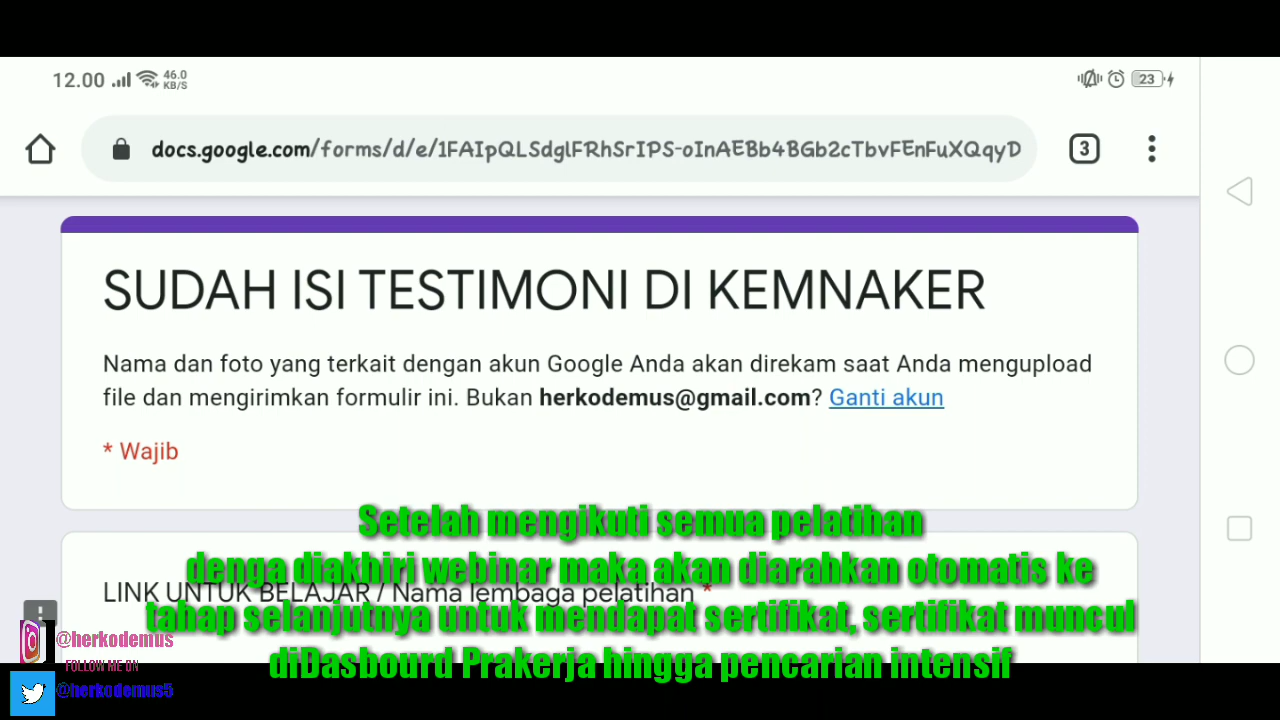 12.00
46.0
KB/S
23
docs.google.com/forms/d/e/1FAIpQLSdglFRhSrIPS-oInAEBb4BGb2cTbvFEnFuXQqyD
3
SUDAH ISI TESTIMONI DI KEMNAKER
Nama dan foto yang terkait dengan akun Google Anda akan direkam saat Anda mengupload
file dan mengirimkan formulir ini. Bukan herkodemus@gmail.com? Ganti akun
* Wajib
Setelah mengikuti semua pelatihan
denga diakhiri webinar maka akan diarahkan otomatis ke
LINK UNTUK BELAJAR / Nama lembaga pelatihan *
tahap selanjutnya untuk mendapat sertifikat, sertifikat muncul
diDasbourd Prakerja hingga pencarian intensif
@herkodemus
FOLLOW ME ON
@herkodemus5